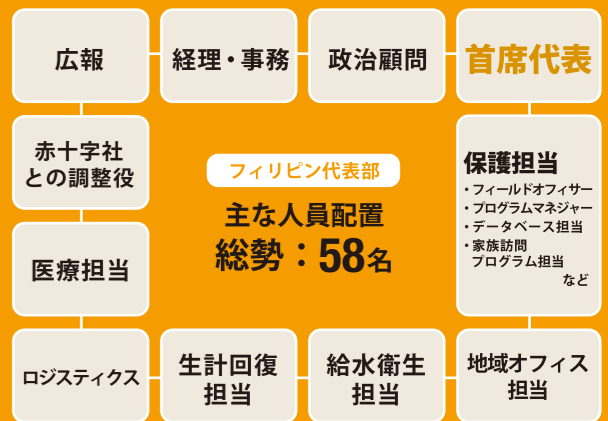 広報
経理・事務
政治顧問
首席代表
赤十字社
との調整役
フィリピン代表部
主な人員配置
総勢：58名
保護担当
・フィールドオフィサー
・プログラムマネジャー
・データベース担当
・家族訪問
プログラム担当
など
医療担当
ロジスティクス
生計回復
担当
給水衛生
担当
地域オフィス
担当